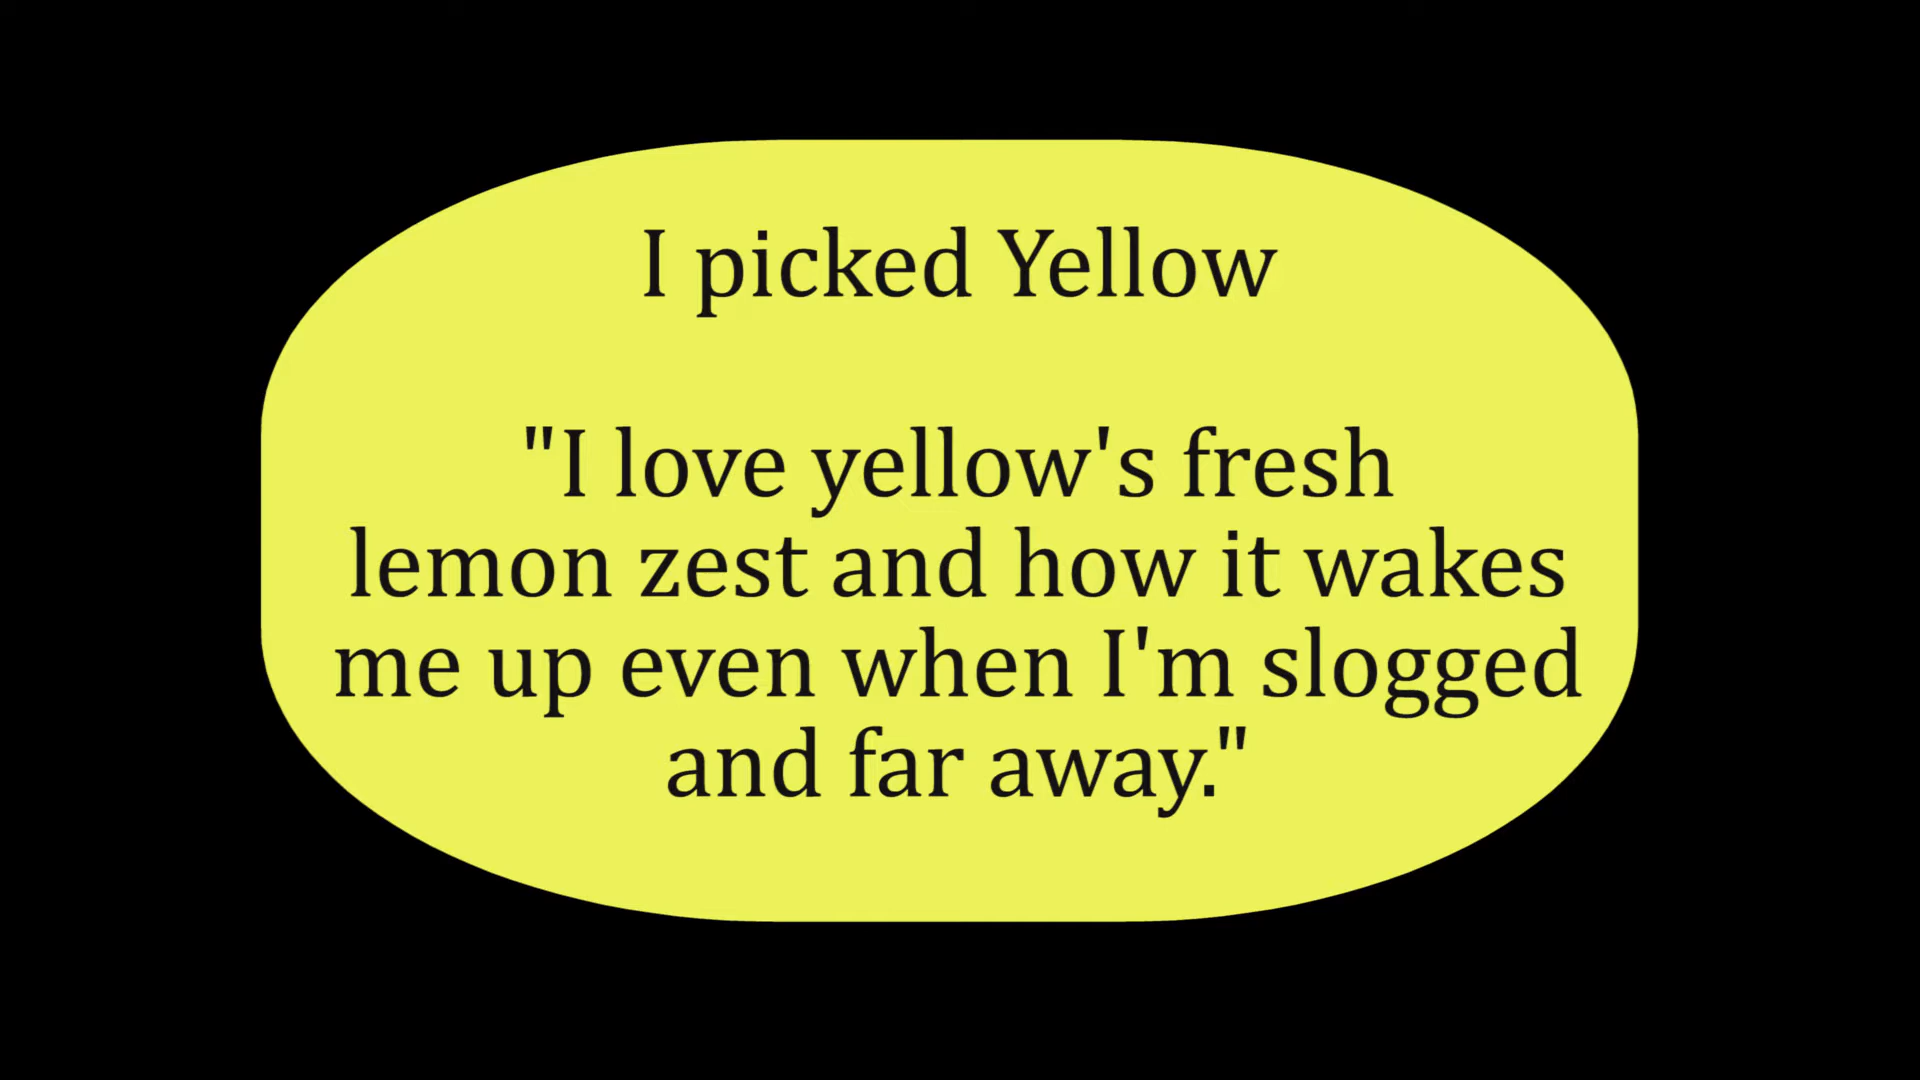 I picked Yellow
"I love yellow's fresh
lemon zest and how it wakes
me up even when I'm slogged
and far away."